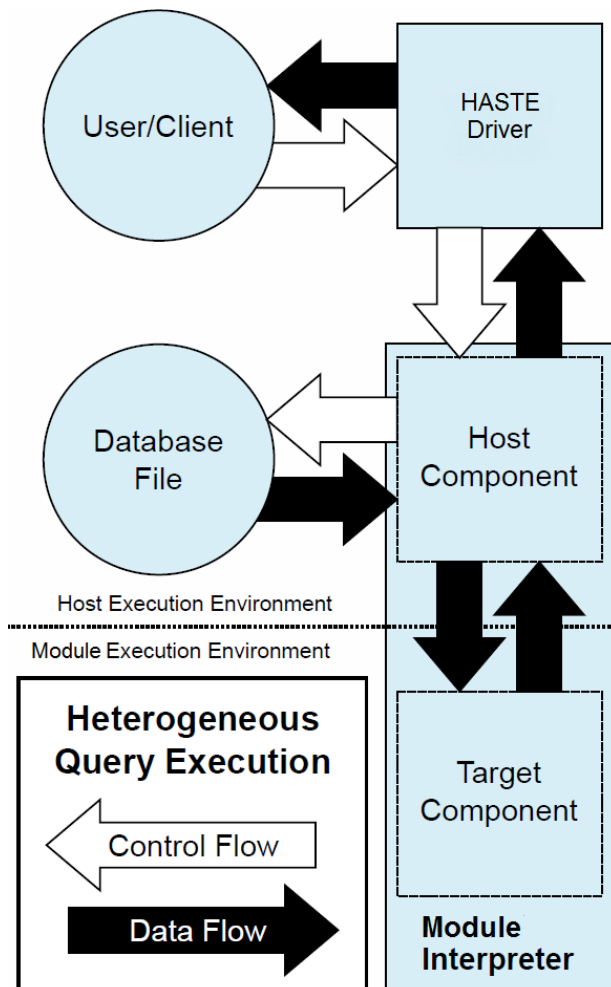 User/Client
HASTE
Driver
Database
File
Host
Component
Host Execution Environment
Module Execution Environment
Heterogeneous
Query Execution
Control Flow
Data Flow
Target
Component
Module
Interpreter